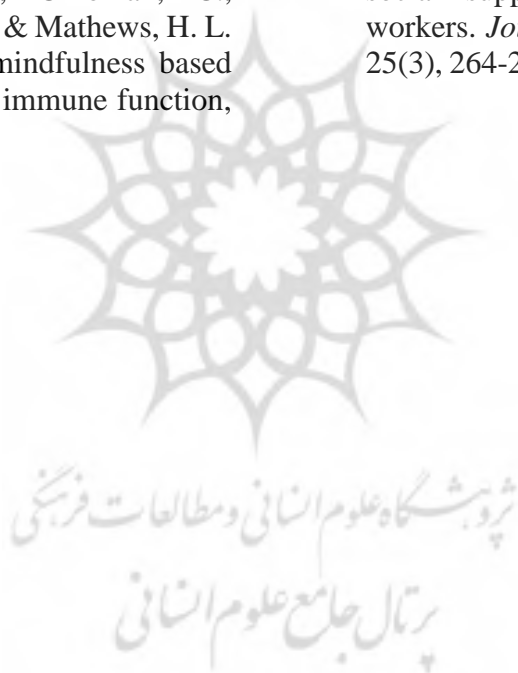 & Mathews, H. L.
mindfulness based
immune function,
workers. Jo
25(3), 264-2
پژوهشگاه علوم انسانی و مطالعات فرهنگی
پرتال جامع علوم انسانی